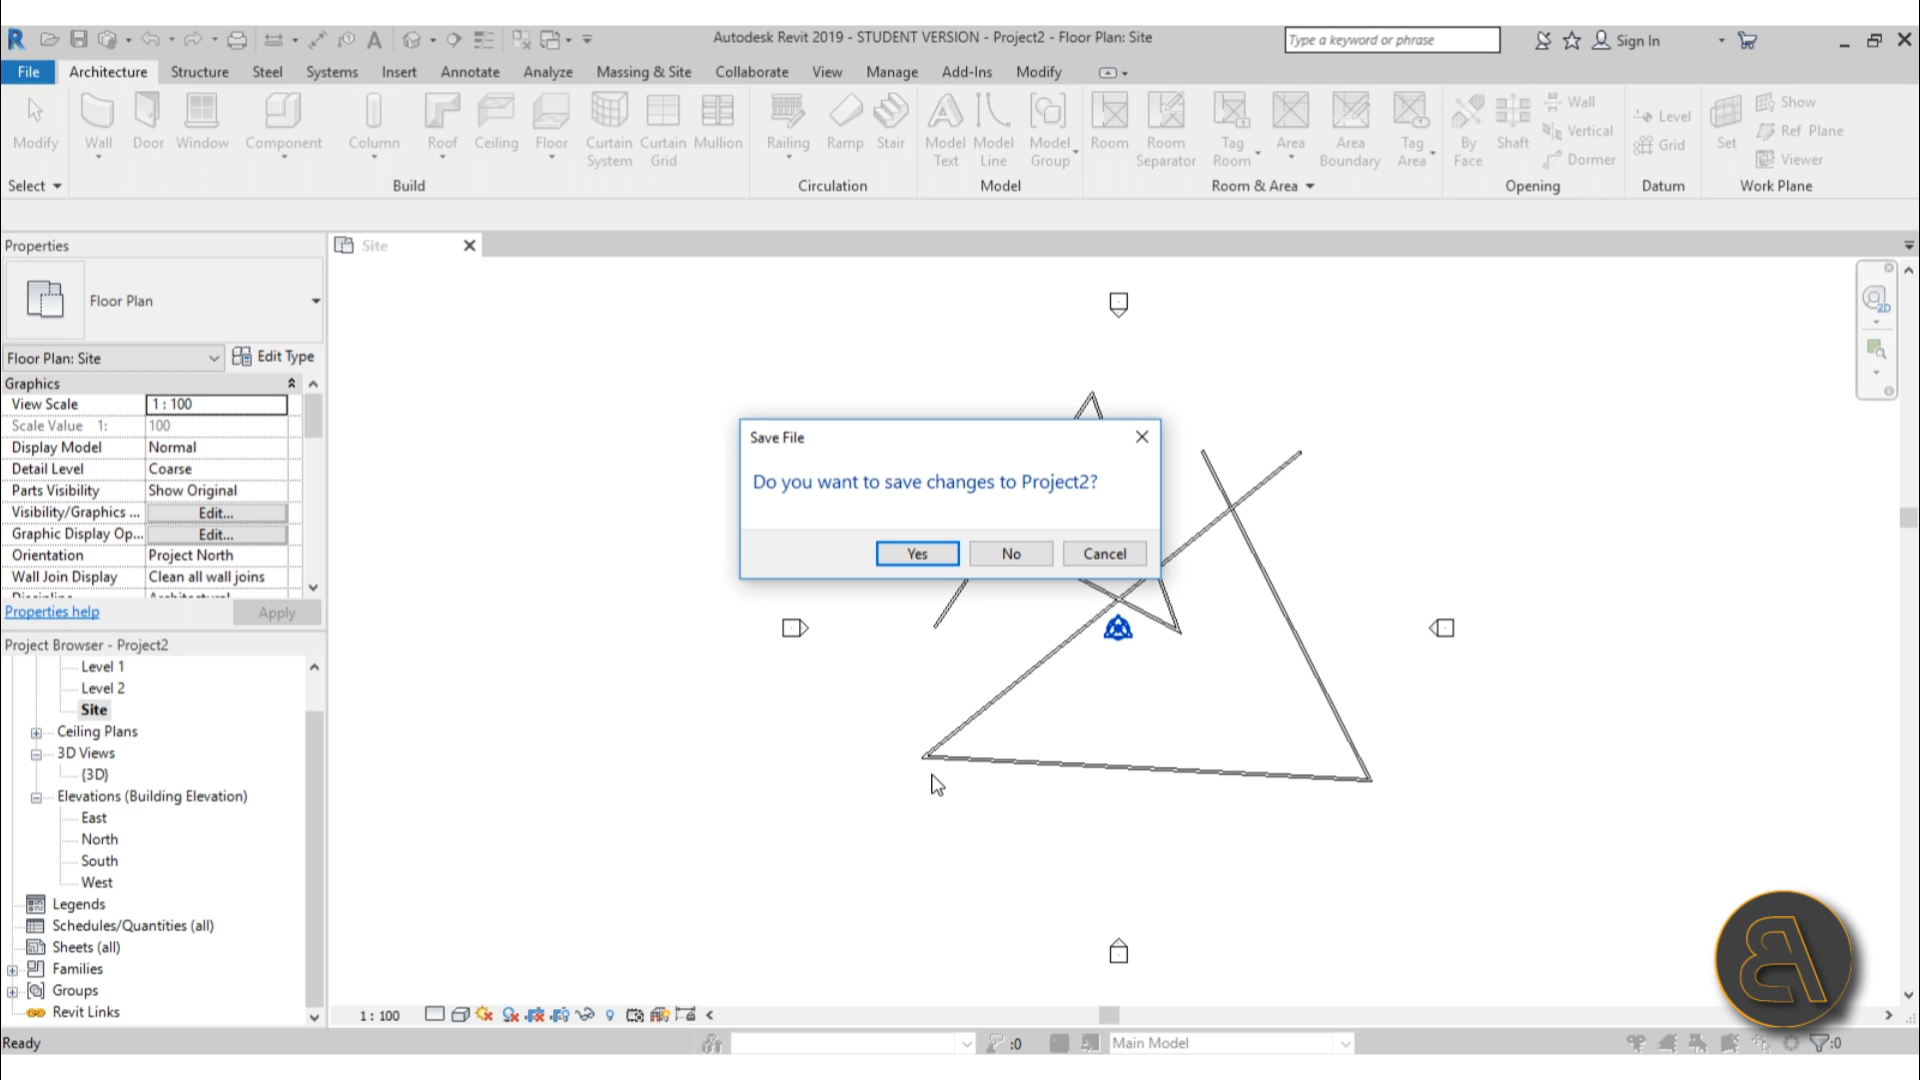 Autodesk Revit 2019 - STUDENT VERSION - Project2 - Floor Plan: Site
Type a keyword or phrase
Sign In
File Architecture Structure Steel Systems Insert Annotate Analyze Massing & Site Collaborate View Manage Add-Ins Modify
Modify Wall Door Window Component Column Roof Ceiling Floor Curtain System Curtain Grid Mullion
Railing Ramp Stair
Model Text Model Line Model Group
Room Room Separator Tag Room Area Area Boundary Tag Area
By Face Shaft Wall Vertical Dormer
Level Grid
Set Show Ref Plane Viewer
Select Build Circulation Model Room & Area Opening Datum Work Plane
Properties
Site
Floor Plan
Floor Plan: Site Edit Type
Graphics
View Scale 1 : 100
Scale Value 1: 100
Display Model Normal
Detail Level Coarse
Parts Visibility Show Original
Visibility/Graphics ... Edit...
Graphic Display Op... Edit...
Orientation Project North
Wall Join Display Clean all wall joins
Properties help Apply
Project Browser - Project2
Level 1
Level 2
Site
Ceiling Plans
3D Views
{3D}
Elevations (Building Elevation)
East
North
South
West
Legends
Schedules/Quantities (all)
Sheets (all)
Families
Groups
Revit Links
Save File
Do you want to save changes to Project2?
Yes No Cancel
2D
1 : 100
Ready
:0
Main Model
:0